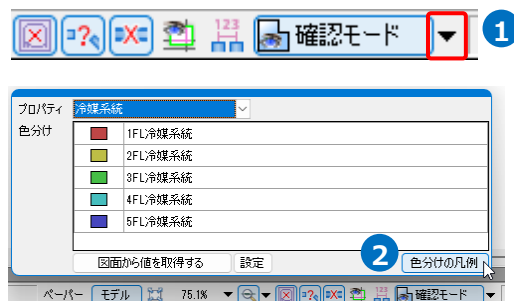 123
確認モード
1
プロパティ 冷媒系統
色分け
1FL冷媒系統
2FL冷媒系統
3FL冷媒系統
4FL冷媒系統
5FL冷媒系統
2
図面から値を取得する 設定 色分けの凡例
ペーパー モデル 75.1% 123 確認モード